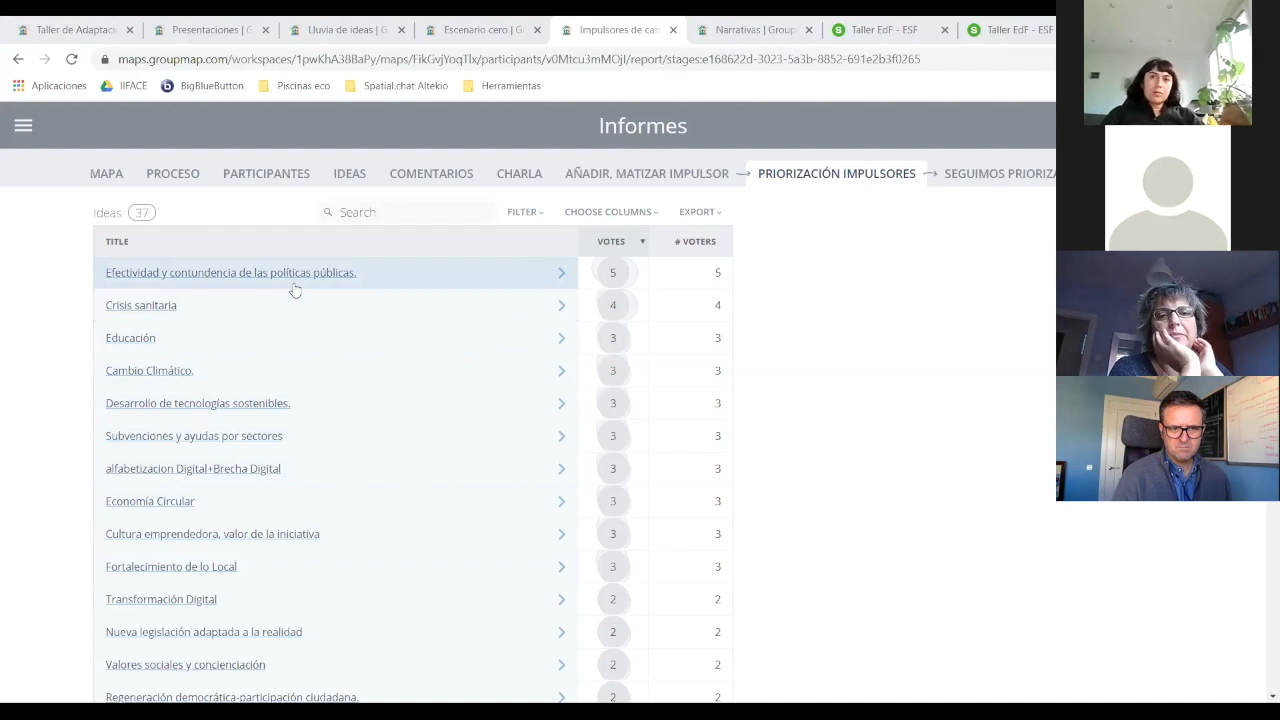 Taller de Adaptaci
Presentaciones | G
Lluvia de ideas | G
Escenario cero | G
Impulsores de can
Narrativas | Group
Taller EdF - ESF
Taller EdF - ESF
maps.groupmap.com/workspaces/1pwKhA38BaPy/maps/FikGvjYoqTIx/participants/v0Mtcu3mMOJI/report/stages:e168622d-3023-5a3b-8852-691e2b3f0265
Aplicaciones
IIFACE
BigBlueButton
Piscinas eco
Spatial.chat Altekio
Herramientas
Informes
MAPA
PROCESO
PARTICIPANTES
IDEAS
COMENTARIOS
CHARLA
AÑADIR, MATIZAR IMPULSOR
PRIORIZACIÓN IMPULSORES
SEGUIMOS PRIORIZA
Ideas 37
Search
FILTER
CHOOSE COLUMNS
EXPORT
TITLE VOTES # VOTERS
Efectividad y contundencia de las políticas públicas. 5 5
Crisis sanitaria 4 4
Educación 3 3
Cambio Climático. 3 3
Desarrollo de tecnologías sostenibles. 3 3
Subvenciones y ayudas por sectores 3 3
alfabetizacion Digital+Brecha Digital 3 3
Economía Circular 3 3
Cultura emprendedora, valor de la iniciativa 3 3
Fortalecimiento de lo Local 3 3
Transformación Digital 2 2
Nueva legislación adaptada a la realidad 2 2
Valores sociales y concienciación 2 2
Regeneración democrática-participación ciudadana. 2 2